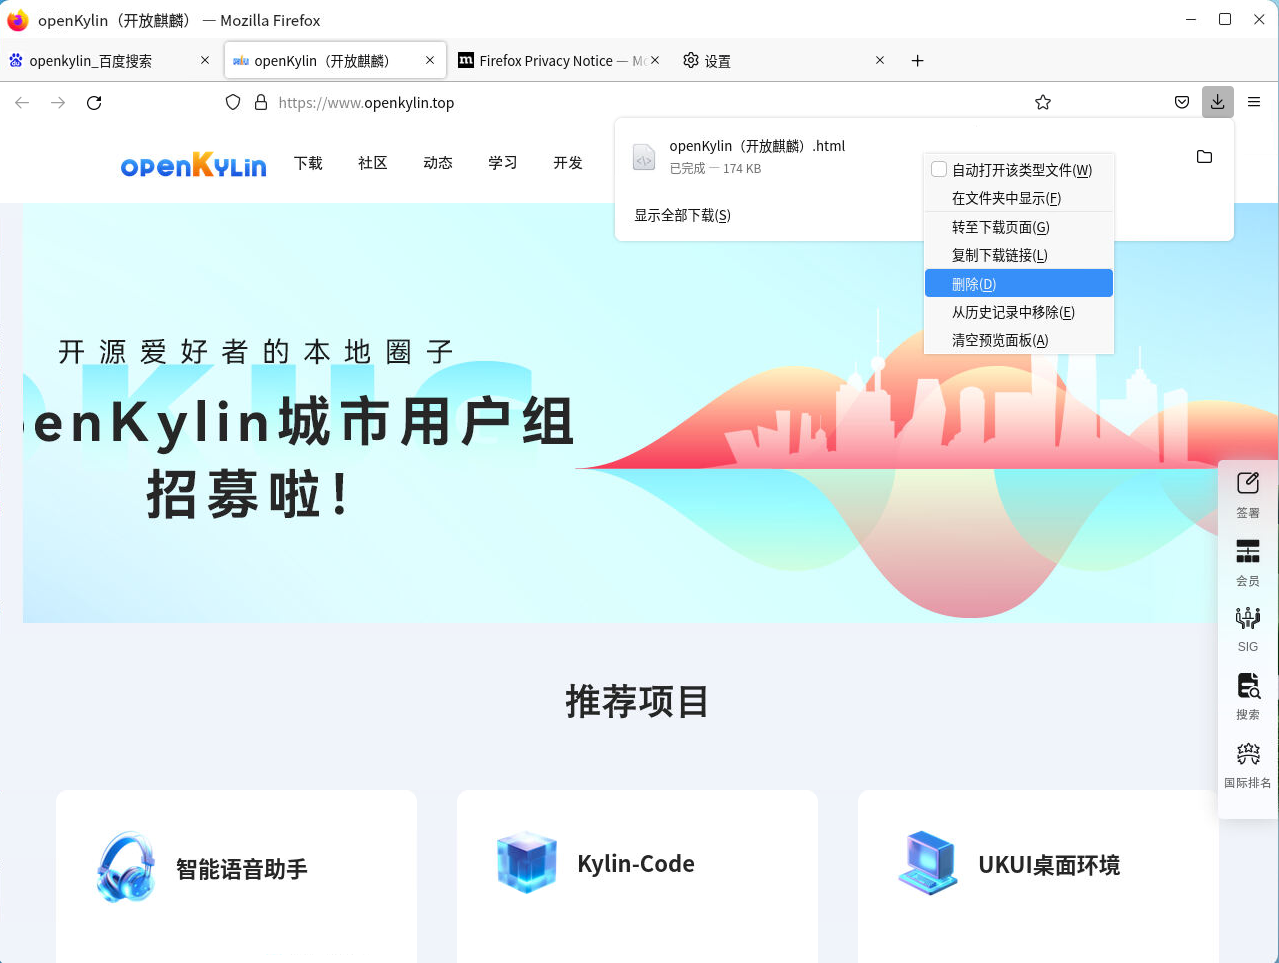 openKylin（开放麒麟） — Mozilla Firefox
openkylin_百度搜索
openKylin（开放麒麟）
Firefox Privacy Notice — Mo
设置
https://www.openkylin.top
openKylin
下载
社区
动态
学习
开发
openKylin（开放麒麟）.html
已完成 — 174 KB
显示全部下载(S)
自动打开该类型文件(W)
在文件夹中显示(F)
转至下载页面(G)
复制下载链接(L)
删除(D)
从历史记录中移除(E)
清空预览面板(A)
开源爱好者的本地圈子
penKylin城市用户组
招募啦！
签署
会员
SIG
搜索
国际排名
推荐项目
智能语音助手
Kylin-Code
UKUI桌面环境